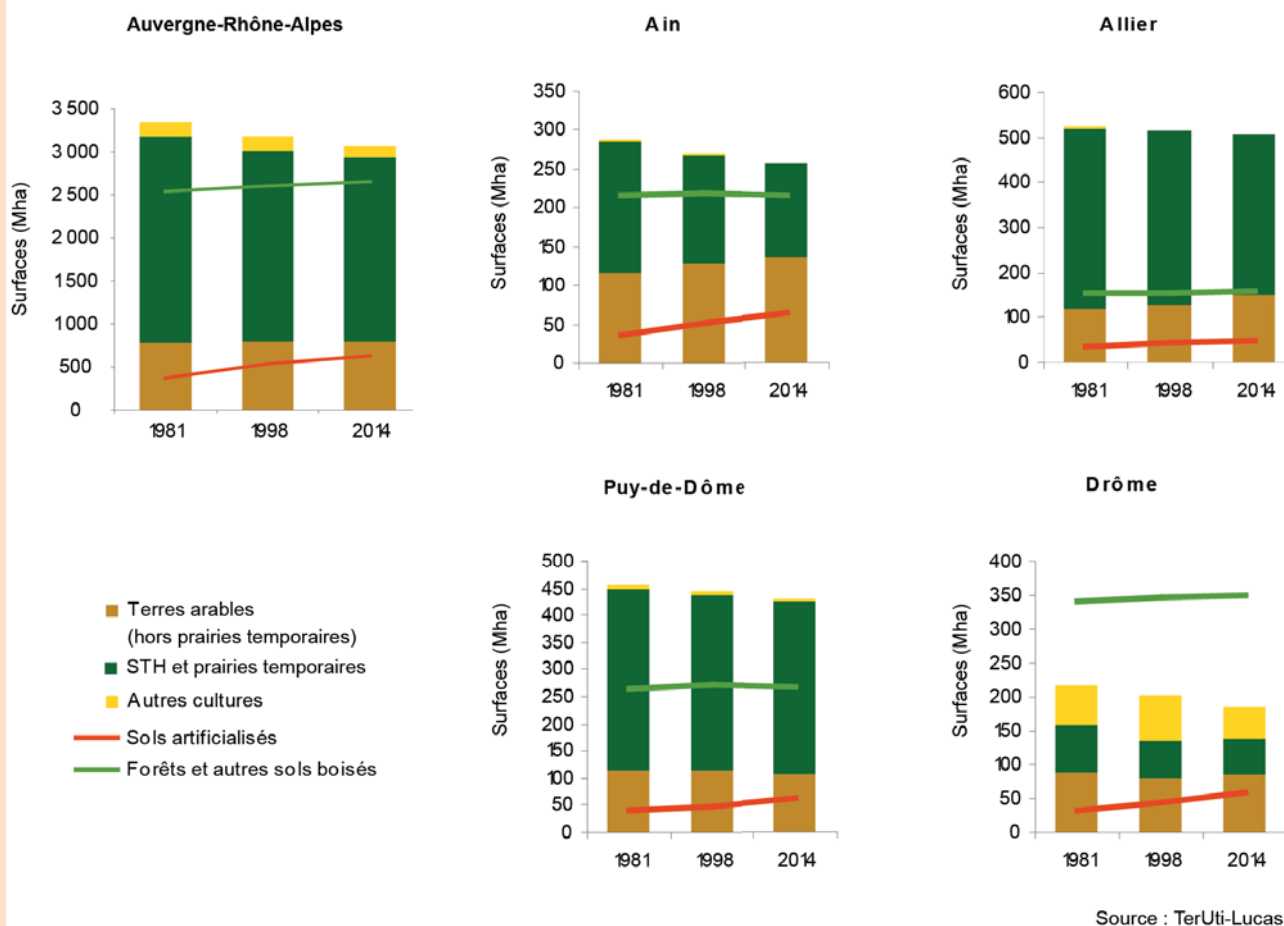 Auvergne-Rhône-Alpes
Surfaces (Mha)
3 500
3 000
2 500
2 000
1 500
1 000
500
0
1981 1998 2014
Ain
350
300
250
200
150
100
50
0
1981 1998 2014
Allier
600
500
400
300
200
100
0
1981 1998 2014
Terres arables
(hors prairies temporaires)
STH et prairies temporaires
Autres cultures
Sols artificialisés
Forêts et autres sols boisés
Puy-de-Dôme
Surfaces (Mha)
500
450
400
350
300
250
200
150
100
50
0
1981 1998 2014
Drôme
Surfaces (Mha)
400
350
300
250
200
150
100
50
0
1981 1998 2014
Source : TerUti-Lucas